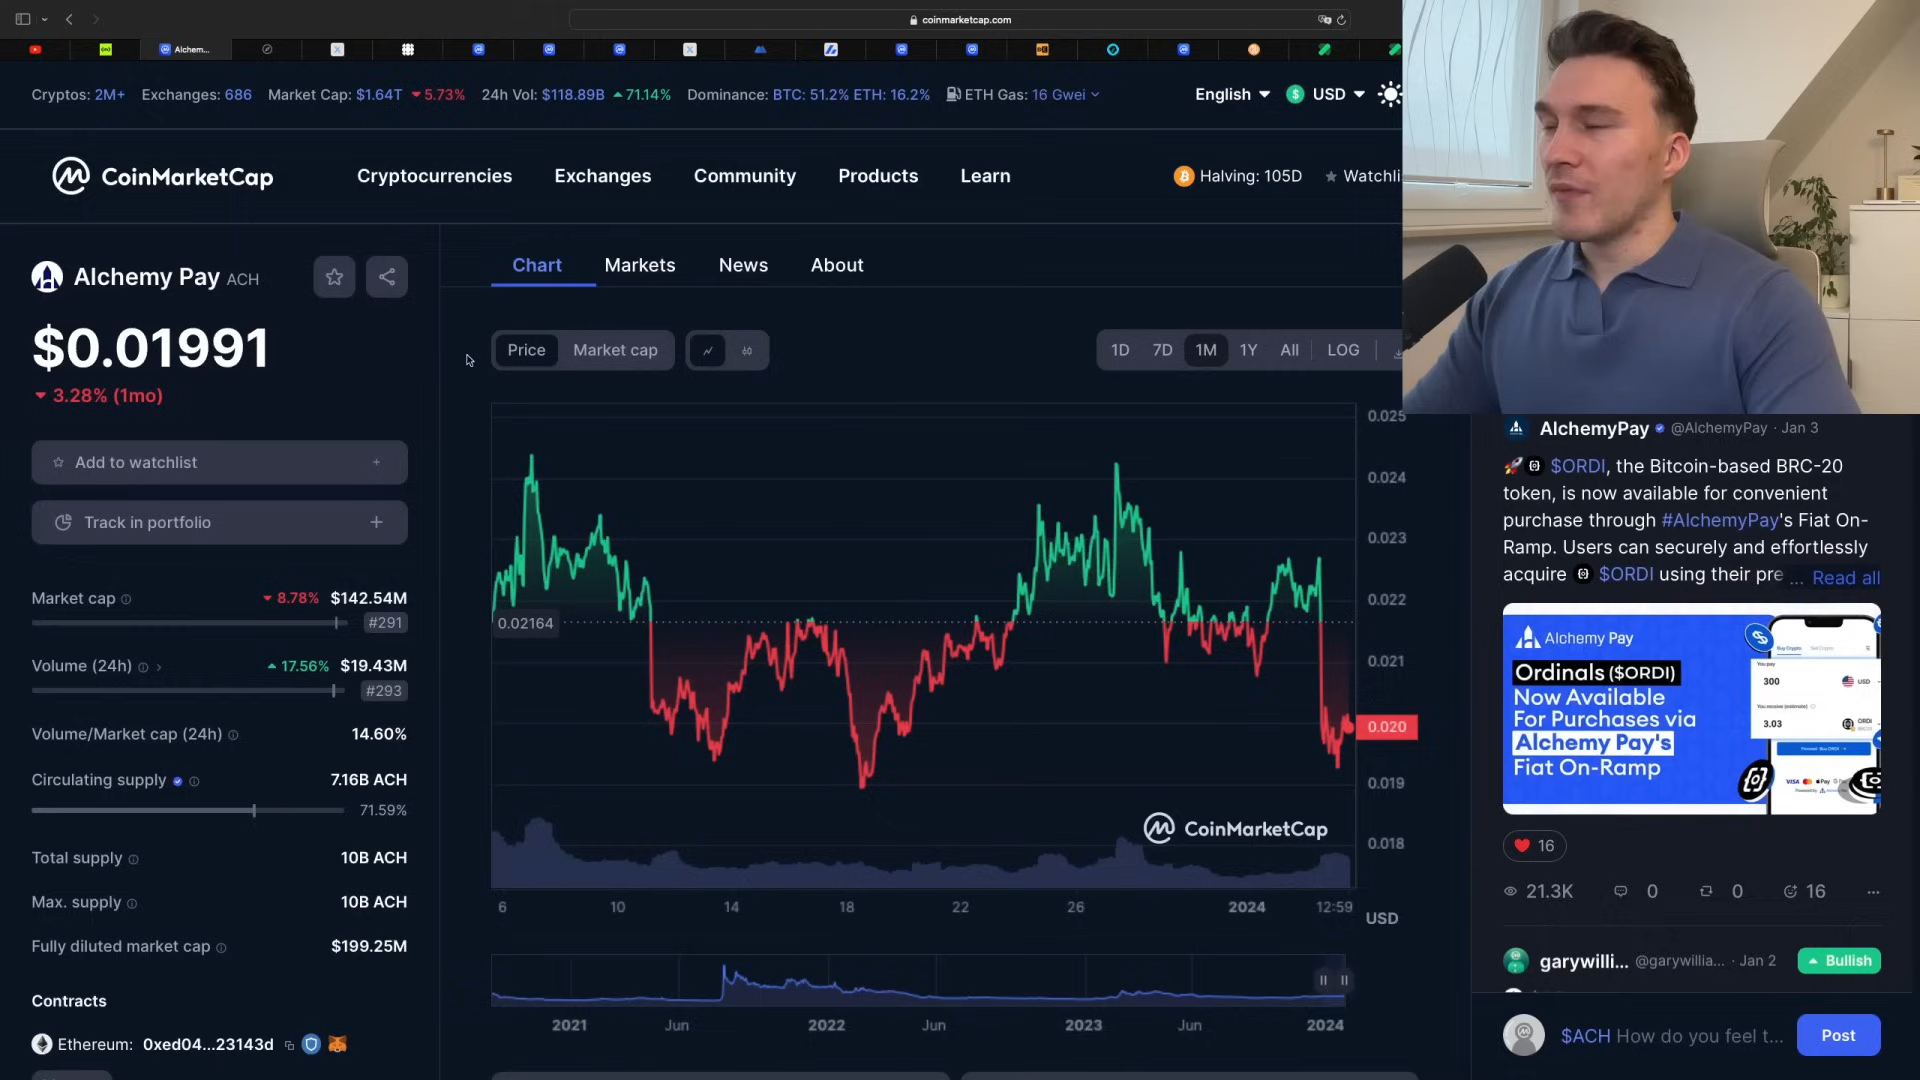 coinmarketcap.com
Alchem...
Cryptos: 2M+ Exchanges: 686 Market Cap: $1.64T 5.73% 24h Vol: $118.89B 71.14% Dominance: BTC: 51.2% ETH: 16.2% ETH Gas: 16 Gwei English USD
CoinMarketCap Cryptocurrencies Exchanges Community Products Learn Halving: 105D Watchli
Alchemy Pay ACH
$0.01991
3.28% (1mo)
Add to watchlist
Track in portfolio
Market cap 8.78% $142.54M
#291
Volume (24h) 17.56% $19.43M
#293
Volume/Market cap (24h) 14.60%
Circulating supply 7.16B ACH
71.59%
Total supply 10B ACH
Max. supply 10B ACH
Fully diluted market cap $199.25M
Contracts
Ethereum: 0xed04...23143d
Chart Markets News About
Price Market cap 1D 7D 1M 1Y All LOG
0.025
0.024
0.023
0.022
0.02164
0.021
0.020
0.019
CoinMarketCap
0.018
6 10 14 18 22 26 2024 12:59
USD
2021 Jun 2022 Jun 2023 Jun 2024
AlchemyPay @AlchemyPay · Jan 3
$ORDI, the Bitcoin-based BRC-20
token, is now available for convenient
purchase through #AlchemyPay's Fiat On-
Ramp. Users can securely and effortlessly
acquire $ORDI using their pre ... Read all
Alchemy Pay
Ordinals ($ORDI)
Now Available
For Purchases via
Alchemy Pay's
Fiat On-Ramp
Buy Crypto Sell Crypto
You pay
300 USD
3.03 ORDI
VISA Pay
16
21.3K 0 0 16 ...
garywilli... @garywillia... · Jan 2 Bullish
$ACH How do you feel t... Post